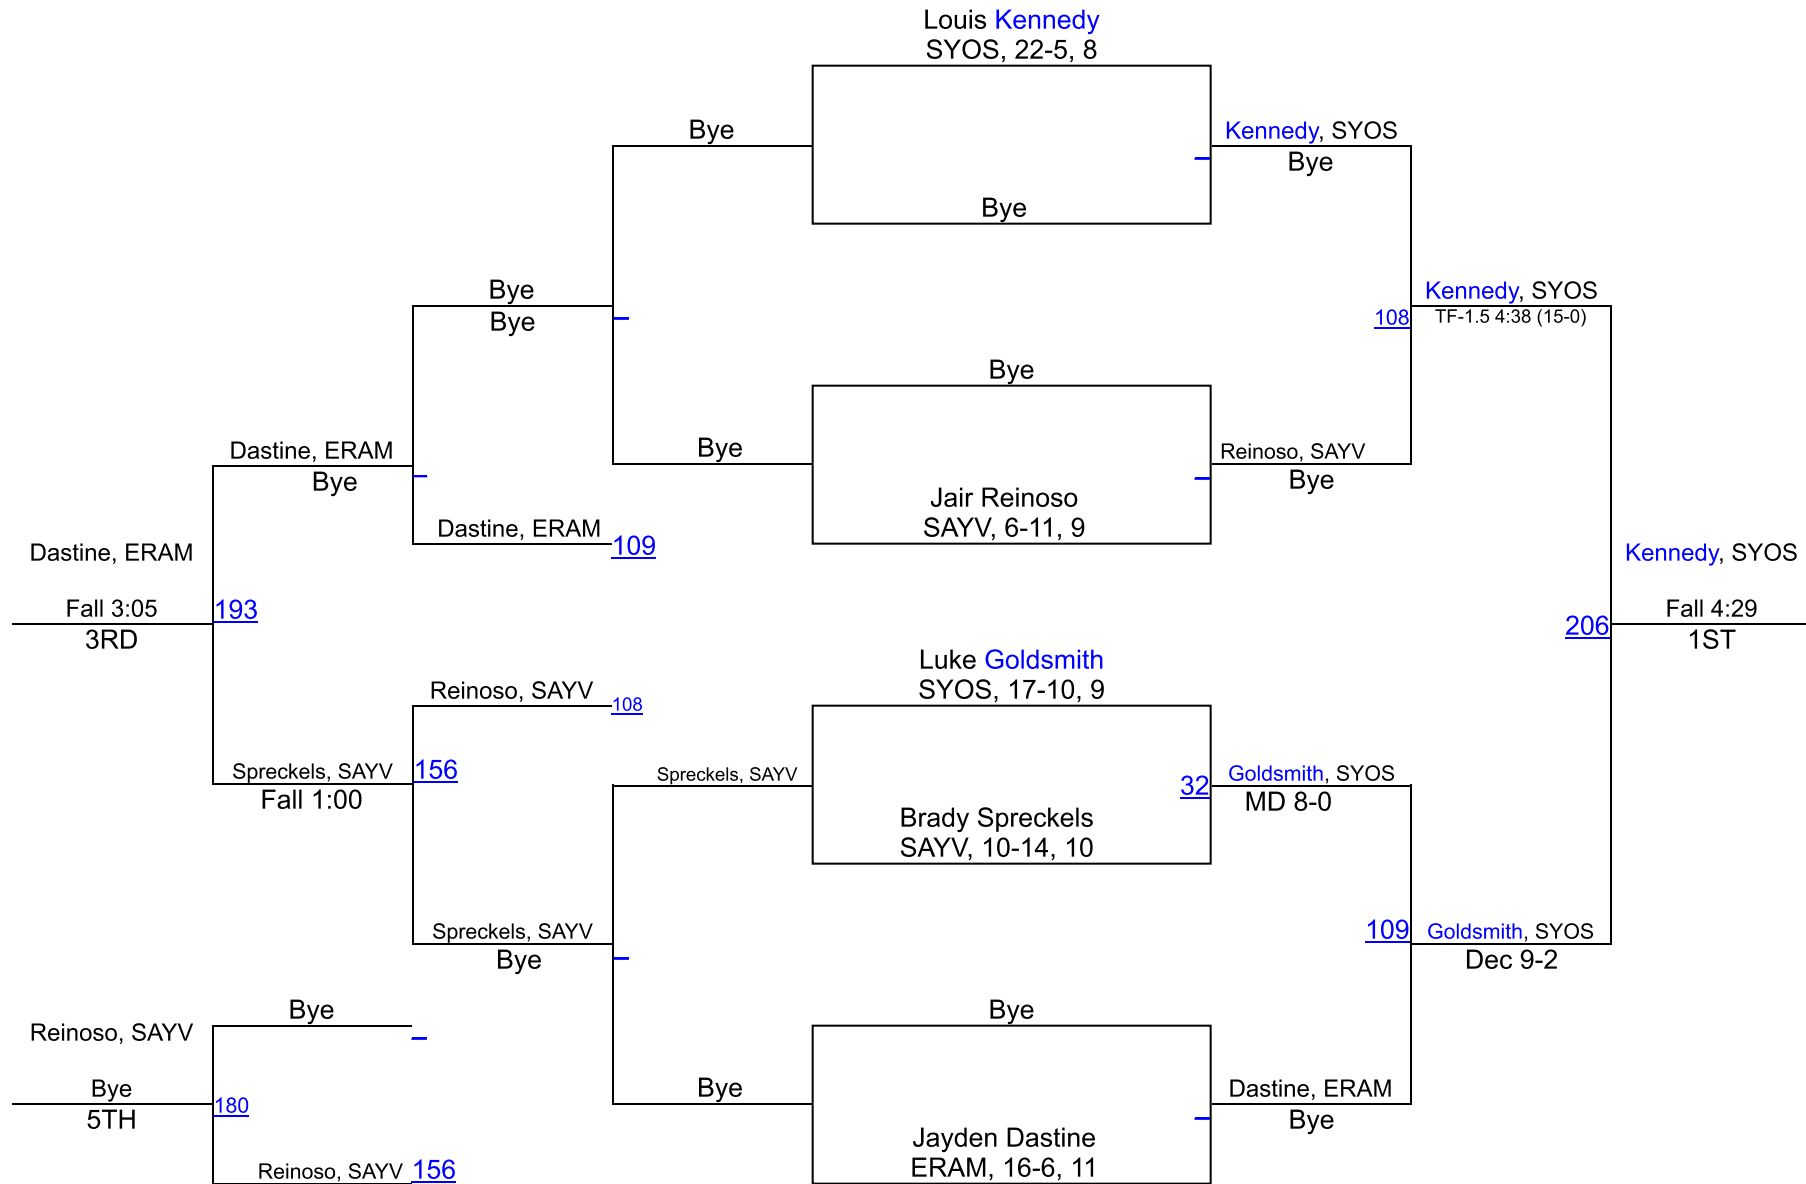 Louis Kennedy
SYOS, 22-5, 8
Bye
Kennedy, SYOS
Bye
Bye
Bye
Bye
Kennedy, SYOS
108
TF-1.5 4:38 (15-0)
Bye
Bye
Reinoso, SAYV
Bye
Dastine, ERAM
Bye
Jair Reinoso
SAYV, 6-11, 9
Dastine, ERAM
109
Dastine, ERAM
Kennedy, SYOS
Fall 3:05
193
3RD
Fall 4:29
206
1ST
Luke Goldsmith
SYOS, 17-10, 9
Reinoso, SAYV
108
Spreckels, SAYV
156
Fall 1:00
Spreckels, SAYV
32
Goldsmith, SYOS
MD 8-0
Brady Spreckels
SAYV, 10-14, 10
Spreckels, SAYV
Bye
109
Goldsmith, SYOS
Dec 9-2
Bye
Bye
Reinoso, SAYV
Bye
180
5TH
Bye
Dastine, ERAM
Bye
Jayden Dastine
ERAM, 16-6, 11
Reinoso, SAYV
156